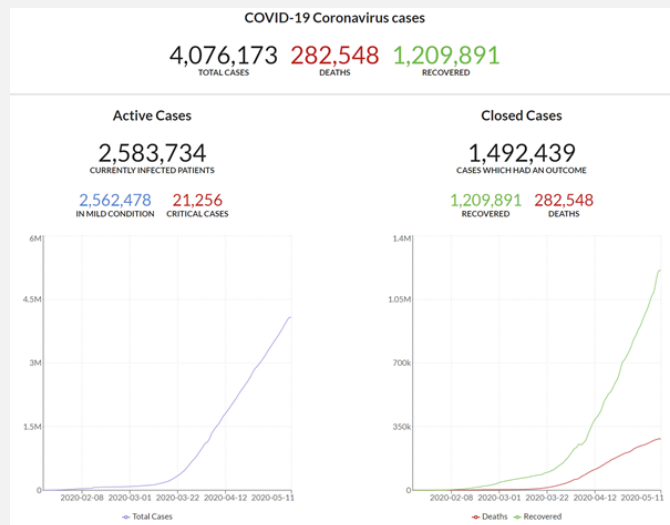 COVID-19 Coronavirus cases
4,076,173 282,548 1,209,891
TOTAL CASES DEATHS RECOVERED
Active Cases
2,583,734
CURRENTLY INFECTED PATIENTS
2,562,478 21,256
IN MILD CONDITION CRITICAL CASES
6M
4.5M
3M
1.5M
0
2020-02-08 2020-03-01 2020-03-22 2020-04-12 2020-05-11
Total Cases
Closed Cases
1,492,439
CASES WHICH HAD AN OUTCOME
1,209,891 282,548
RECOVERED DEATHS
1.4M
1.05M
700k
350k
0
2020-02-08 2020-03-01 2020-03-22 2020-04-12 2020-05-11
Deaths Recovered